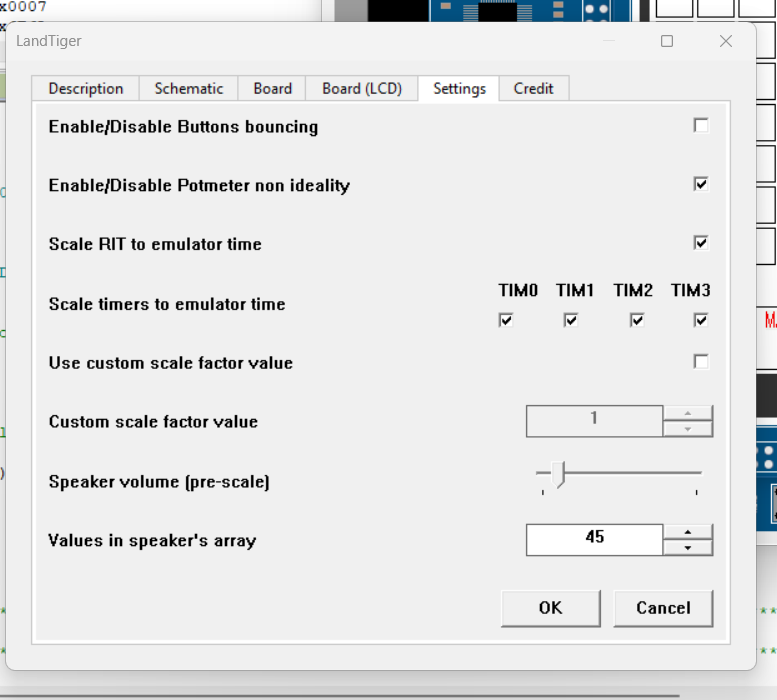 x0007
LandTiger
Description Schematic Board Board (LCD) Settings Credit
Enable/Disable Buttons bouncing
Enable/Disable Potmeter non ideality
Scale RIT to emulator time
TIM0 TIM1 TIM2 TIM3
Scale timers to emulator time
Use custom scale factor value
Custom scale factor value 1
Speaker volume (pre-scale)
Values in speaker's array 45
OK Cancel